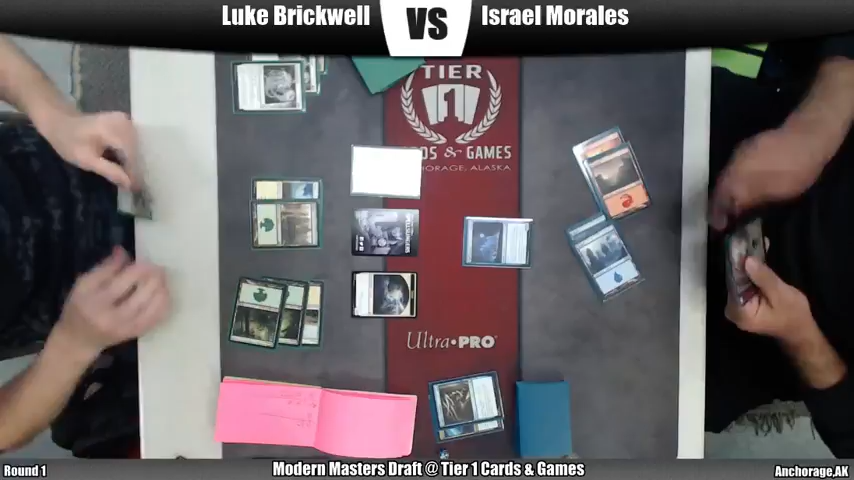 Luke Brickwell
VS
Israel Morales
TIER
1
CARDS & GAMES
ANCHORAGE, ALASKA
Ultra•PRO
Round 1
Modern Masters Draft @ Tier 1 Cards & Games
Anchorage,AK